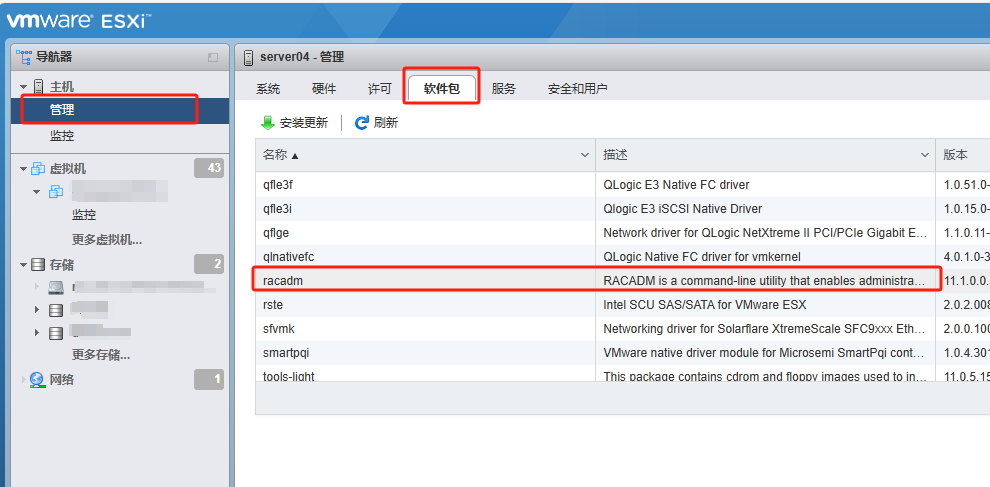 vmware ESXi™
导航器
主机
管理
监控
虚拟机 43
监控
更多虚拟机...
存储 2
更多存储...
网络 1
server04 - 管理
系统 硬件 许可 软件包 服务 安全和用户
安装更新 刷新
名称 ▲ 描述 版本
qfle3f QLogic E3 Native FC driver 1.0.51.0-
qfle3i Qlogic E3 iSCSI Native Driver 1.0.15.0-
qflge Network driver for QLogic NetXtreme II PCI/PCIe Gigabit E... 1.1.0.11-
qlnativefc QLogic Native FC driver for vmkernel 4.0.1.0-3
racadm RACADM is a command-line utility that enables administra... 11.1.0.0.
rste Intel SCU SAS/SATA for VMware ESX 2.0.2.008
sfvmk Networking driver for Solarflare XtremeScale SFC9xxx Eth... 2.0.0.100
smartpqi VMware native driver module for Microsemi SmartPqi cont... 1.0.4.301
tools-light This package contains cdrom and floppy images used to in... 11.0.5.15